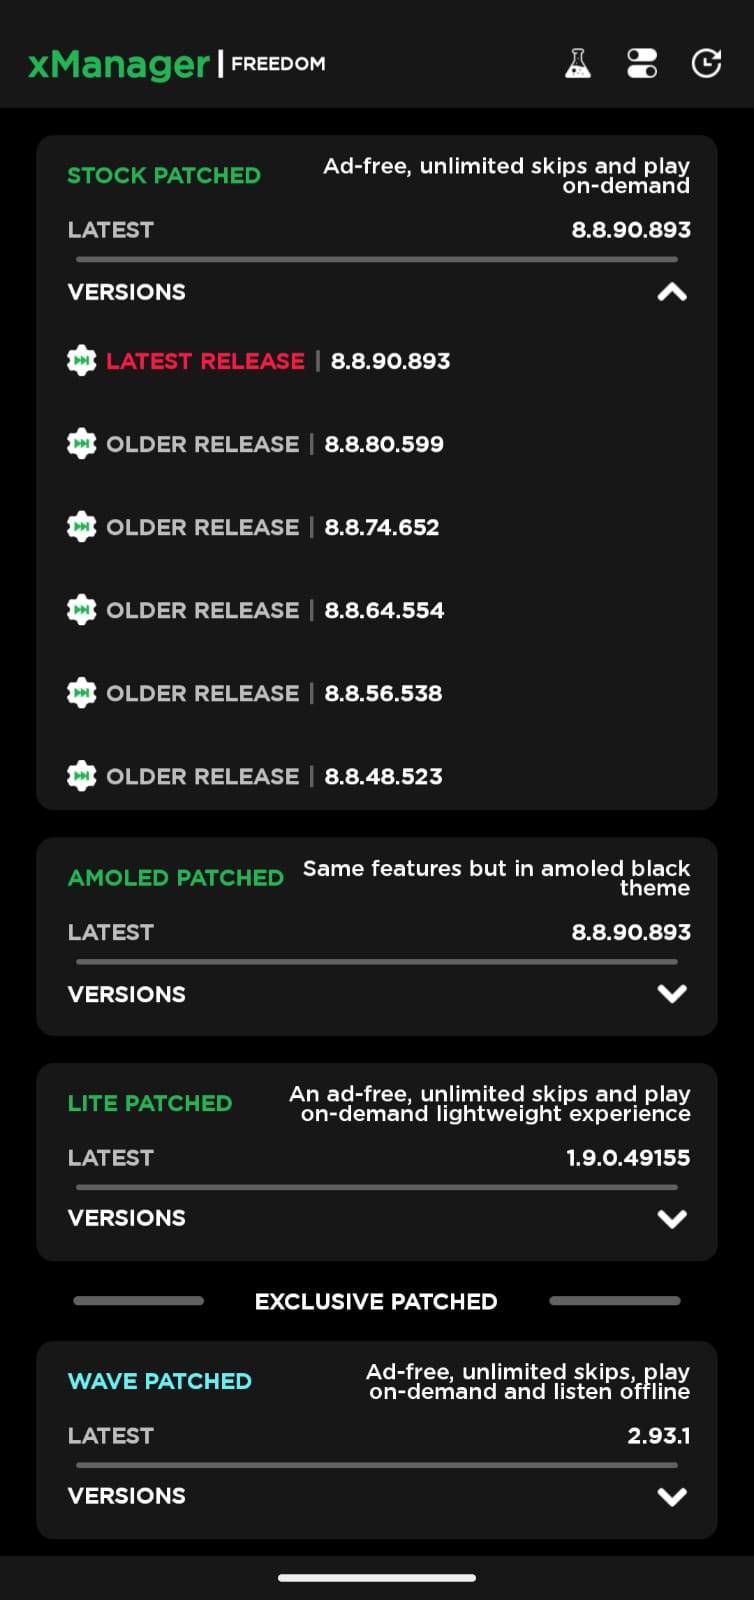 xManager | FREEDOM
STOCK PATCHED
Ad-free, unlimited skips and play
on-demand
LATEST
8.8.90.893
VERSIONS
LATEST RELEASE | 8.8.90.893
OLDER RELEASE | 8.8.80.599
OLDER RELEASE | 8.8.74.652
OLDER RELEASE | 8.8.64.554
OLDER RELEASE | 8.8.56.538
OLDER RELEASE | 8.8.48.523
AMOLED PATCHED
Same features but in amoled black
theme
LATEST
8.8.90.893
VERSIONS
LITE PATCHED
An ad-free, unlimited skips and play
on-demand lightweight experience
LATEST
1.9.0.49155
VERSIONS
EXCLUSIVE PATCHED
WAVE PATCHED
Ad-free, unlimited skips, play
on-demand and listen offline
LATEST
2.93.1
VERSIONS